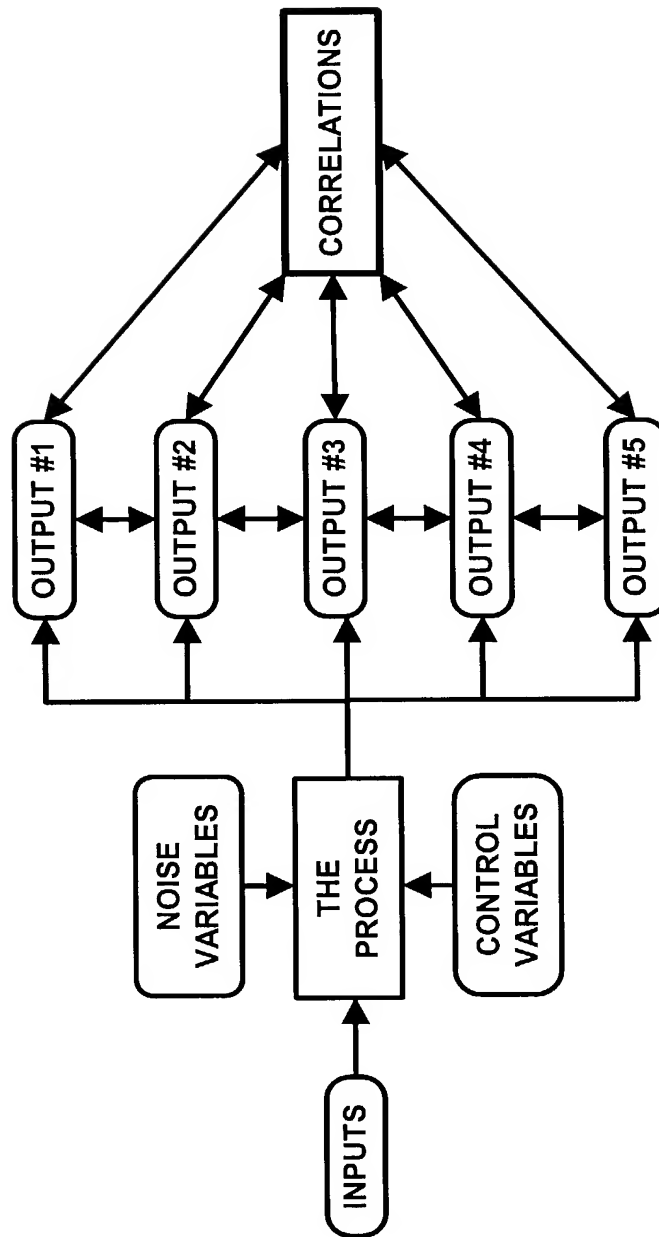 INPUTS
NOISE
VARIABLES
THE
PROCESS
CONTROL
VARIABLES
OUTPUT #1
OUTPUT #2
OUTPUT #3
OUTPUT #4
OUTPUT #5
CORRELATIONS